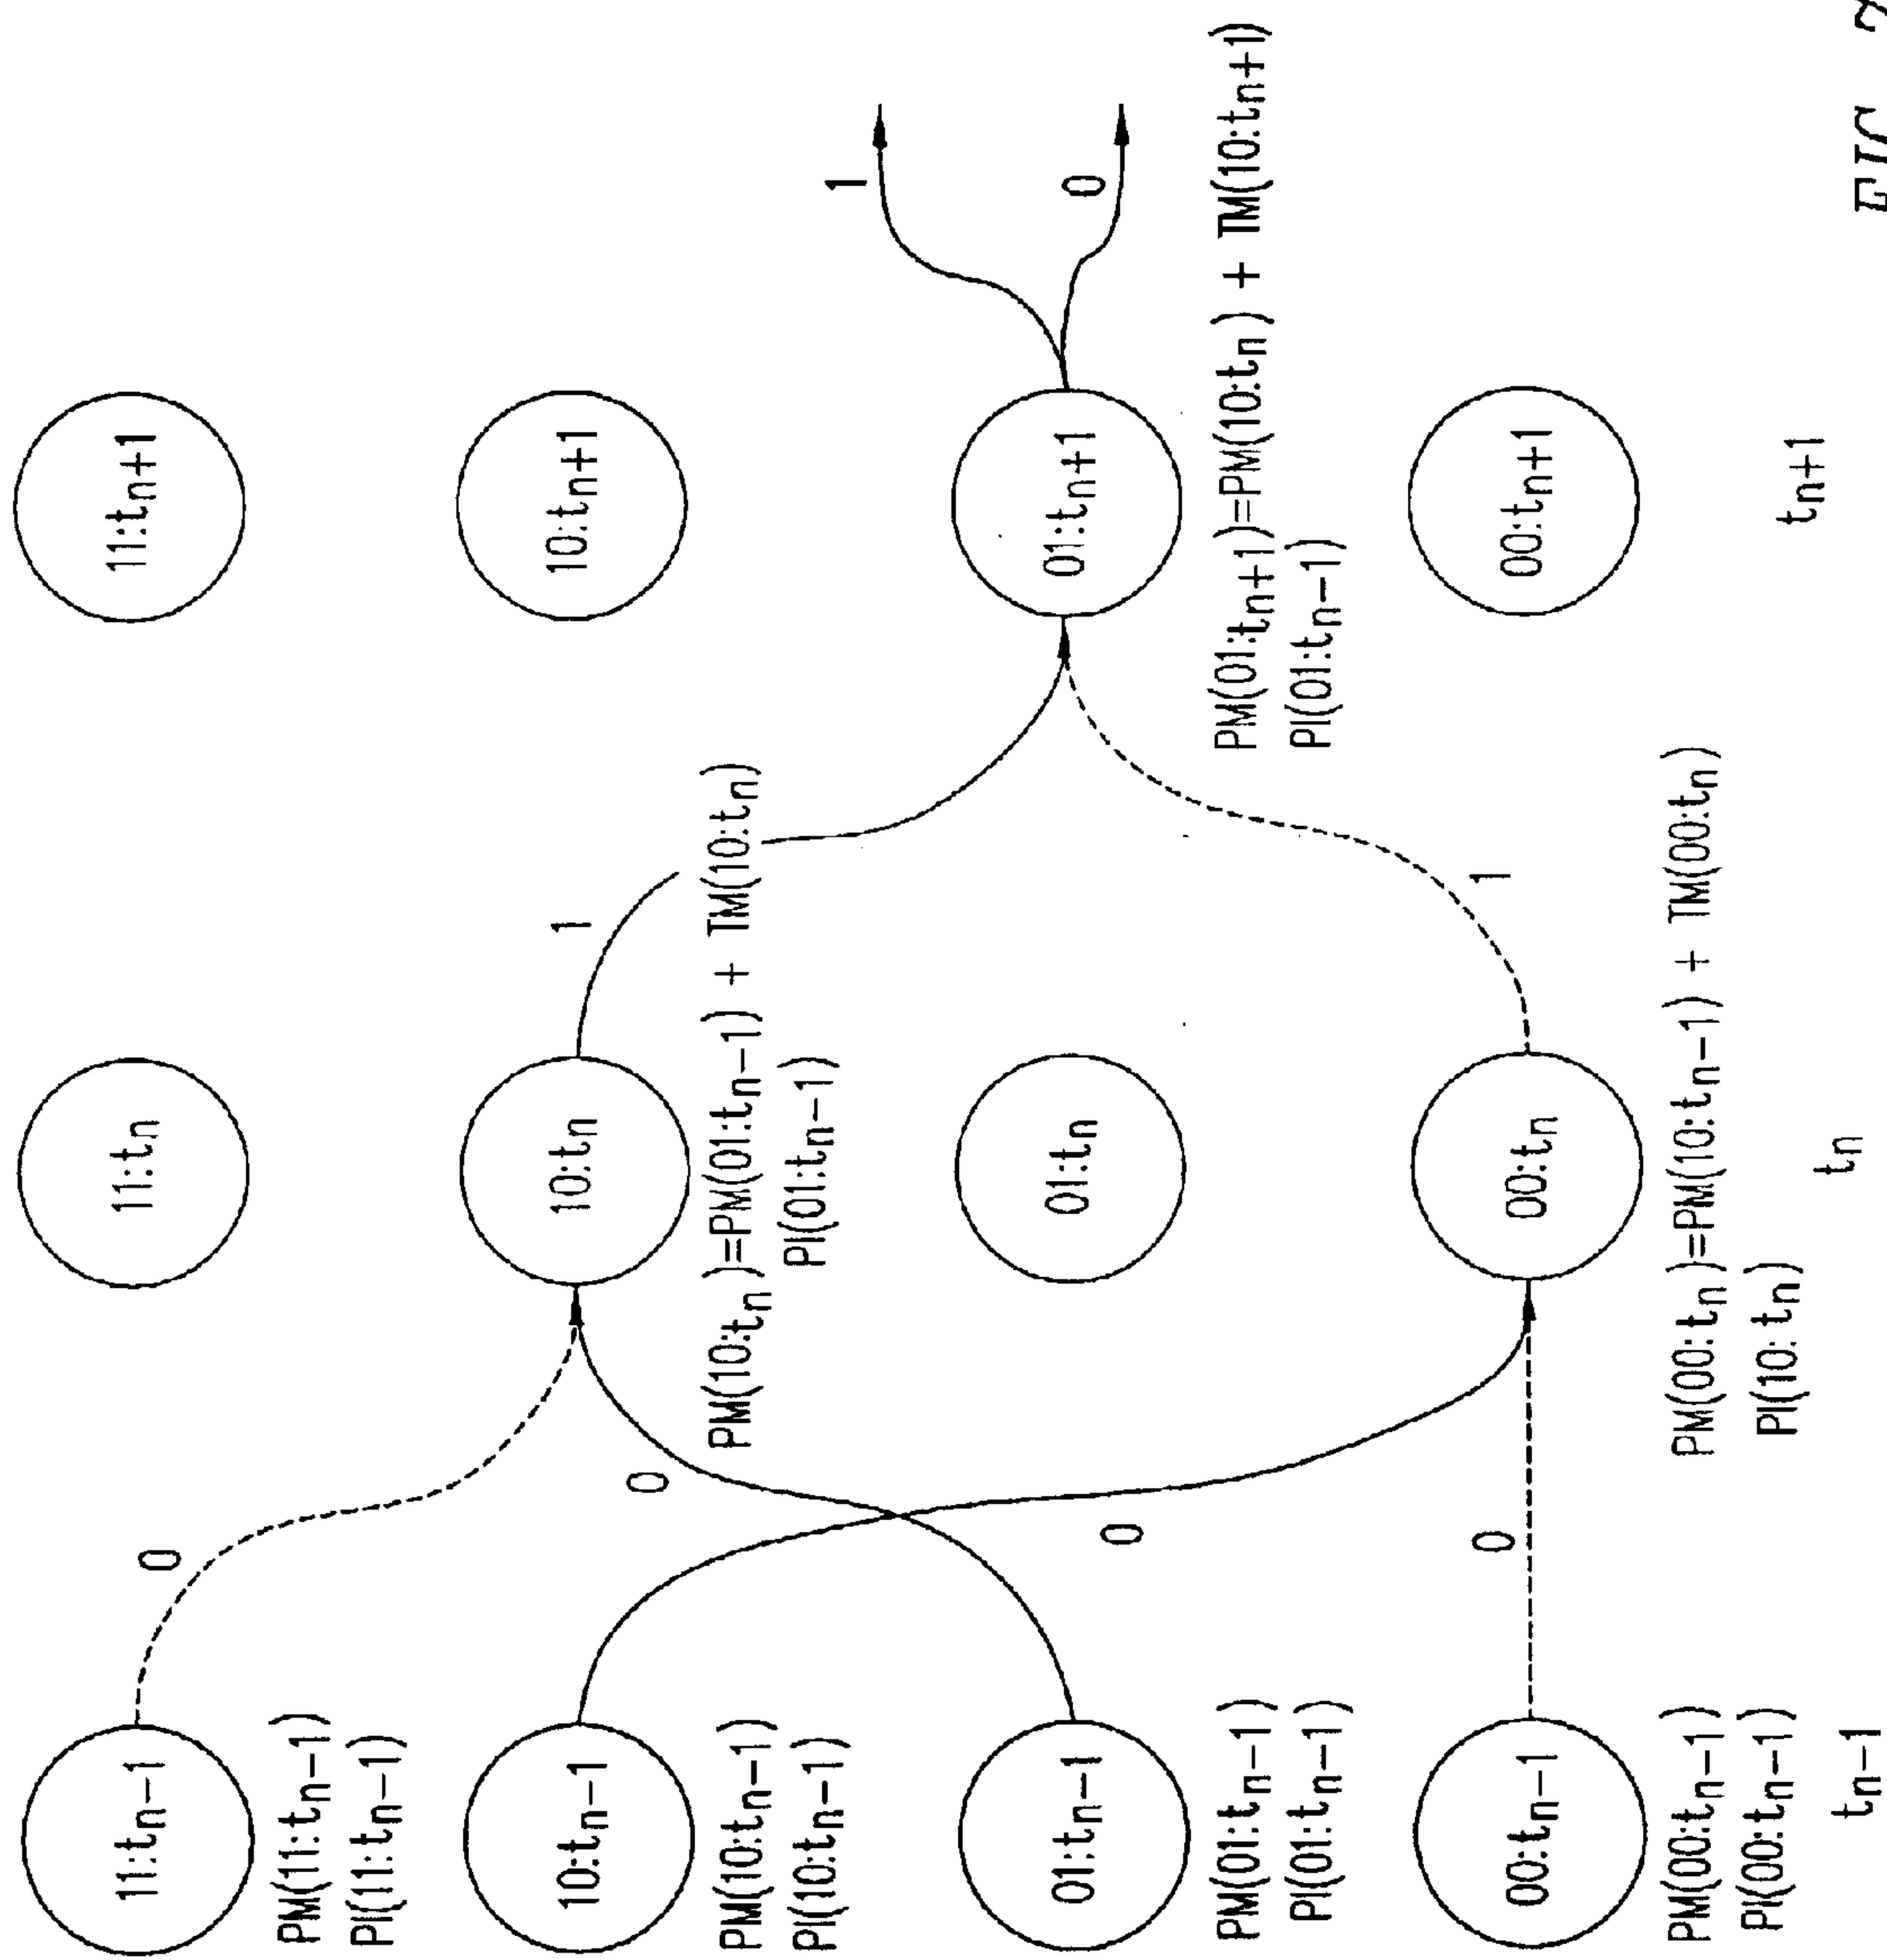 11:tn-1
PM(11:tn-1)
PI(11:tn-1)
0
10:tn-1
PM(10:tn-1)
PI(10:tn-1)
0
01:tn-1
PM(01:tn-1)
PI(01:tn-1)
0
00:tn-1
PM(00:tn-1)
PI(00:tn-1)
0
tn-1
11:tn
10:tn
1
PM(10:tn)=PM(01:tn-1) + TM(10:tn)
PI(01:tn-1)
01:tn
00:tn
1
PM(00:tn)=PM(10:tn-1) + TM(00:tn)
PI(10:tn)
tn
11:tn+1
10:tn+1
01:tn+1
1
0
PM(01:tn+1)=PM(10:tn) + TM(10:tn+1)
PI(01:tn-1)
00:tn+1
tn+1